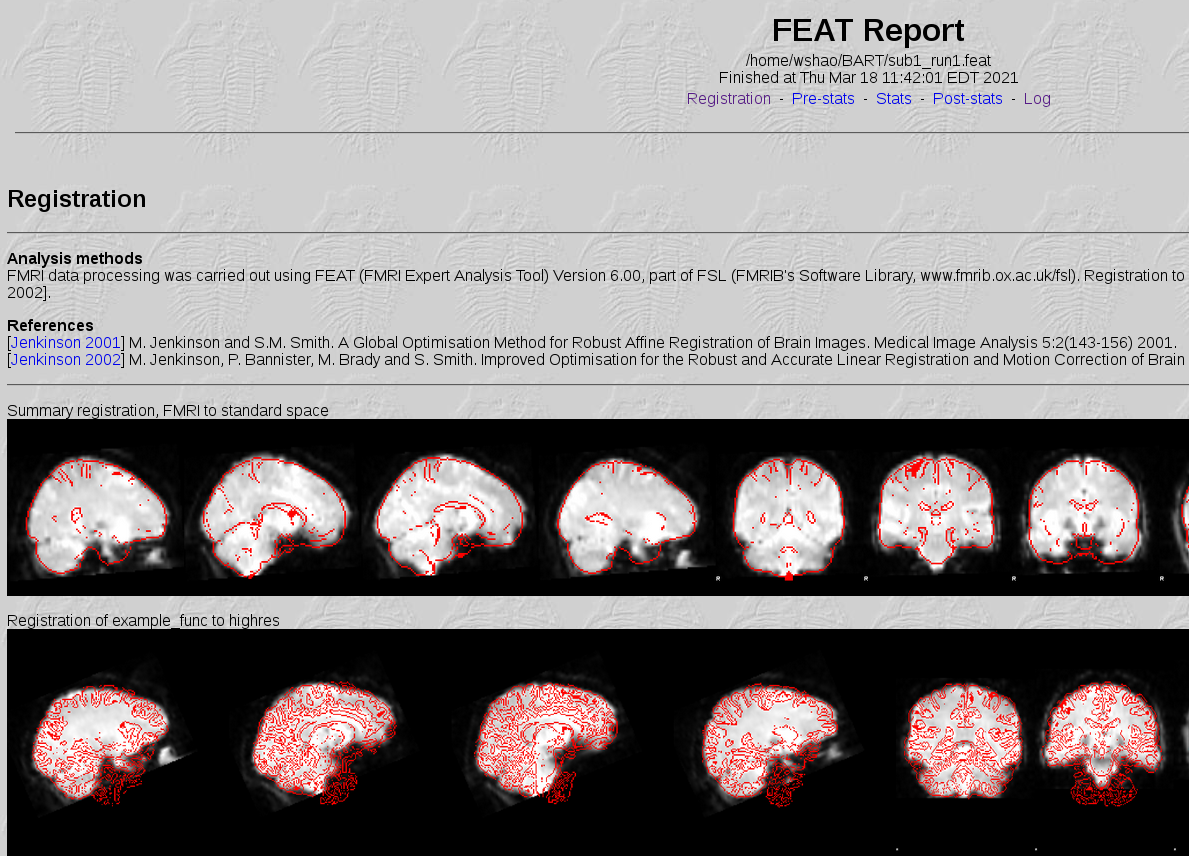 FEAT Report
/home/wshao/BART/sub1_run1.feat
Finished at Thu Mar 18 11:42:01 EDT 2021
Registration - Pre-stats - Stats - Post-stats - Log
Registration
Analysis methods
FMRI data processing was carried out using FEAT (FMRI Expert Analysis Tool) Version 6.00, part of FSL (FMRIB's Software Library, www.fmrib.ox.ac.uk/fsl). Registration to
2002].
References
[Jenkinson 2001] M. Jenkinson and S.M. Smith. A Global Optimisation Method for Robust Affine Registration of Brain Images. Medical Image Analysis 5:2(143-156) 2001.
[Jenkinson 2002] M. Jenkinson, P. Bannister, M. Brady and S. Smith. Improved Optimisation for the Robust and Accurate Linear Registration and Motion Correction of Brain
Summary registration, FMRI to standard space
R R R R
Registration of example_func to highres